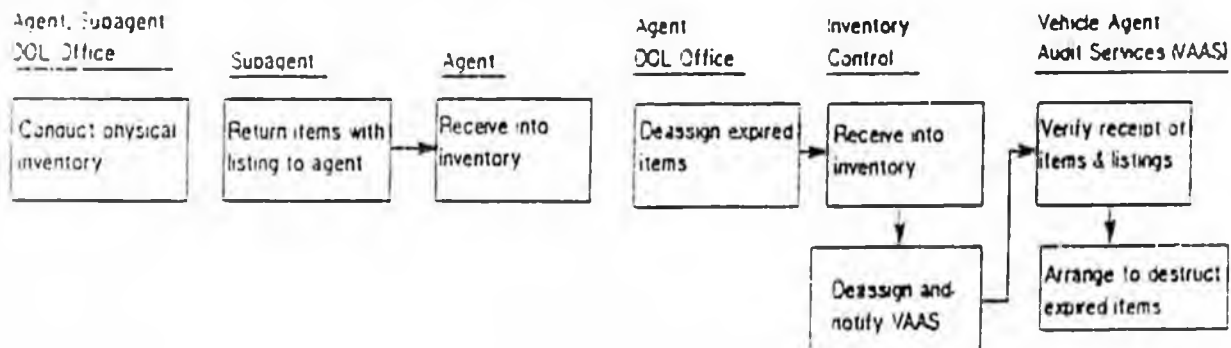 Agent, Subagent
DOL Office
Conduct physical
inventory
Subagent
Return items with
listing to agent
Agent
Receive into
inventory
Agent
DOL Office
Deassign expired
items
Inventory
Control
Receive into
inventory
Deassign and
notify VAAS
Vehicle Agent
Audit Services (VAAS)
Verify receipt of
items & listings
Arrange to destruct
expired items